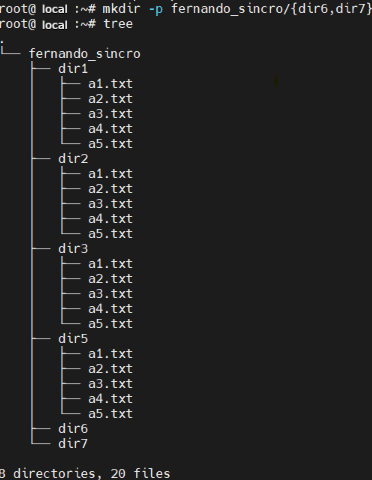 root@ local :~# mkdir -p fernando_sincro/{dir6,dir7}
root@ local :~# tree
.
└── fernando_sincro
    ├── dir1
    │   ├── a1.txt
    │   ├── a2.txt
    │   ├── a3.txt
    │   ├── a4.txt
    │   └── a5.txt
    ├── dir2
    │   ├── a1.txt
    │   ├── a2.txt
    │   ├── a3.txt
    │   ├── a4.txt
    │   └── a5.txt
    ├── dir3
    │   ├── a1.txt
    │   ├── a2.txt
    │   ├── a3.txt
    │   ├── a4.txt
    │   └── a5.txt
    ├── dir5
    │   ├── a1.txt
    │   ├── a2.txt
    │   ├── a3.txt
    │   ├── a4.txt
    │   └── a5.txt
    ├── dir6
    └── dir7
8 directories, 20 files